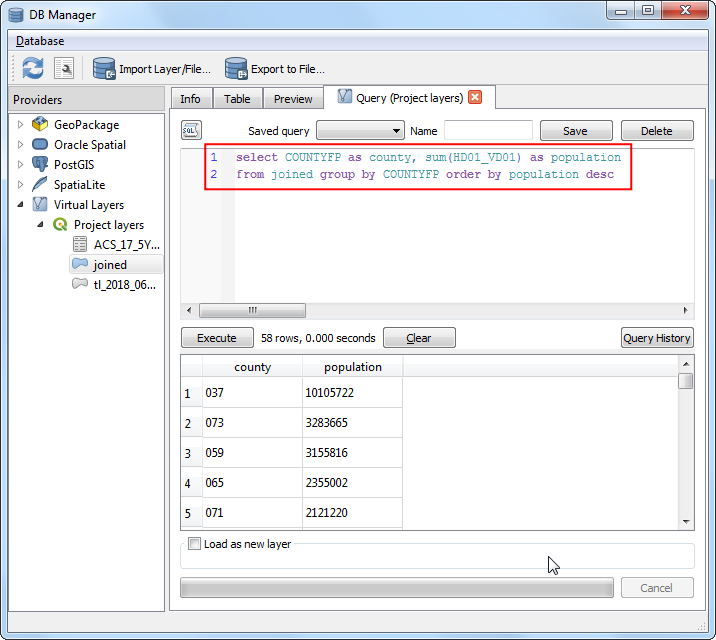 DB Manager
Database
Import Layer/File...
Export to File...
Providers
GeoPackage
Oracle Spatial
PostGIS
SpatiaLite
Virtual Layers
Project layers
ACS_17_5Y...
joined
tl_2018_06...
Info
Table
Preview
Query (Project layers)
SQL
Saved query
Name
Save
Delete
1 select COUNTYFP as county, sum(HD01_VD01) as population
2 from joined group by COUNTYFP order by population desc
Execute
58 rows, 0.000 seconds
Clear
Query History
county population
1 037 10105722
2 073 3283665
3 059 3155816
4 065 2355002
5 071 2121220
Load as new layer
Cancel